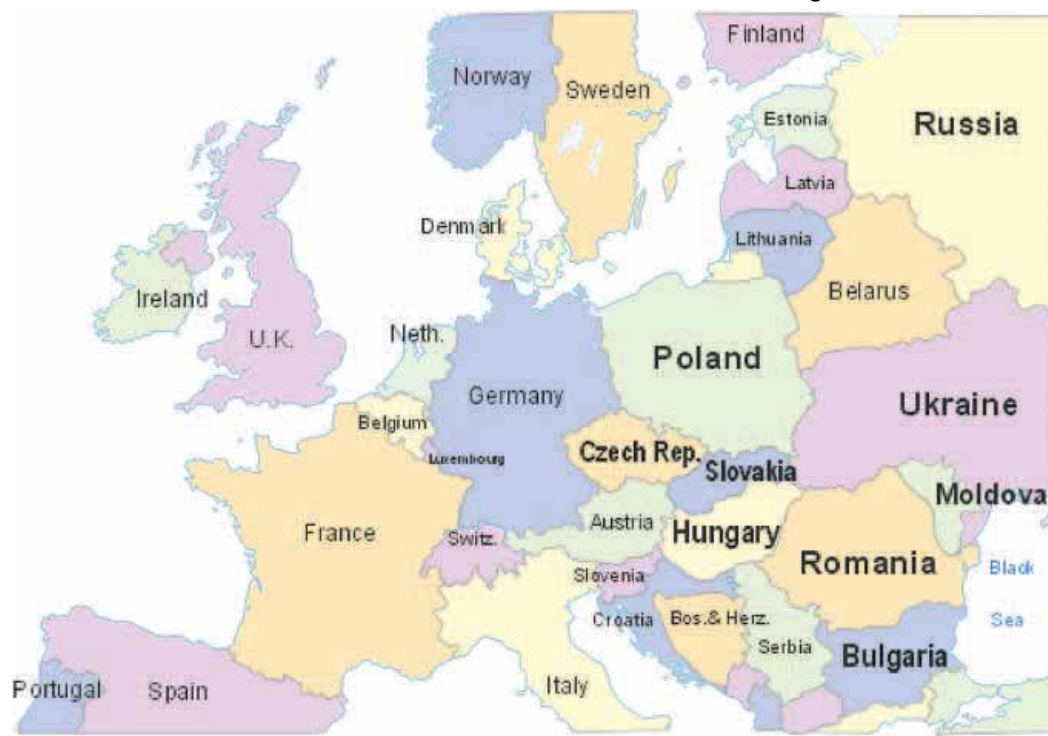 Finland
Norway
Sweden
Estonia
Russia
Latvia
Denmark
Lithuania
Ireland
Belarus
U.K.
Neth.
Poland
Germany
Ukraine
Belgium
Czech Rep.
Luxembourg
Slovakia
Moldova
Austria
France
Switz.
Hungary
Romania
Slovenia
Black
Sea
Croatia
Bos.& Herz.
Serbia
Bulgaria
Portugal
Spain
Italy